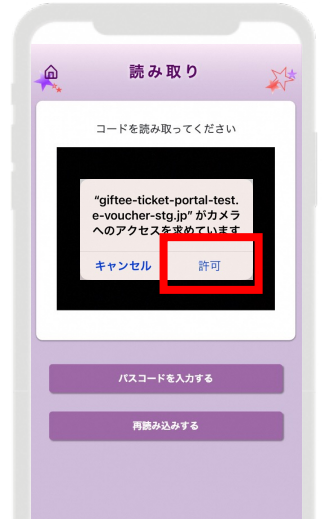 読み取り
コードを読み取ってください
“giftee-ticket-portal-test.
e-voucher-stg.jp” がカメラ
へのアクセスを求めています
キャンセル
許可
パスコードを入力する
再読み込みする